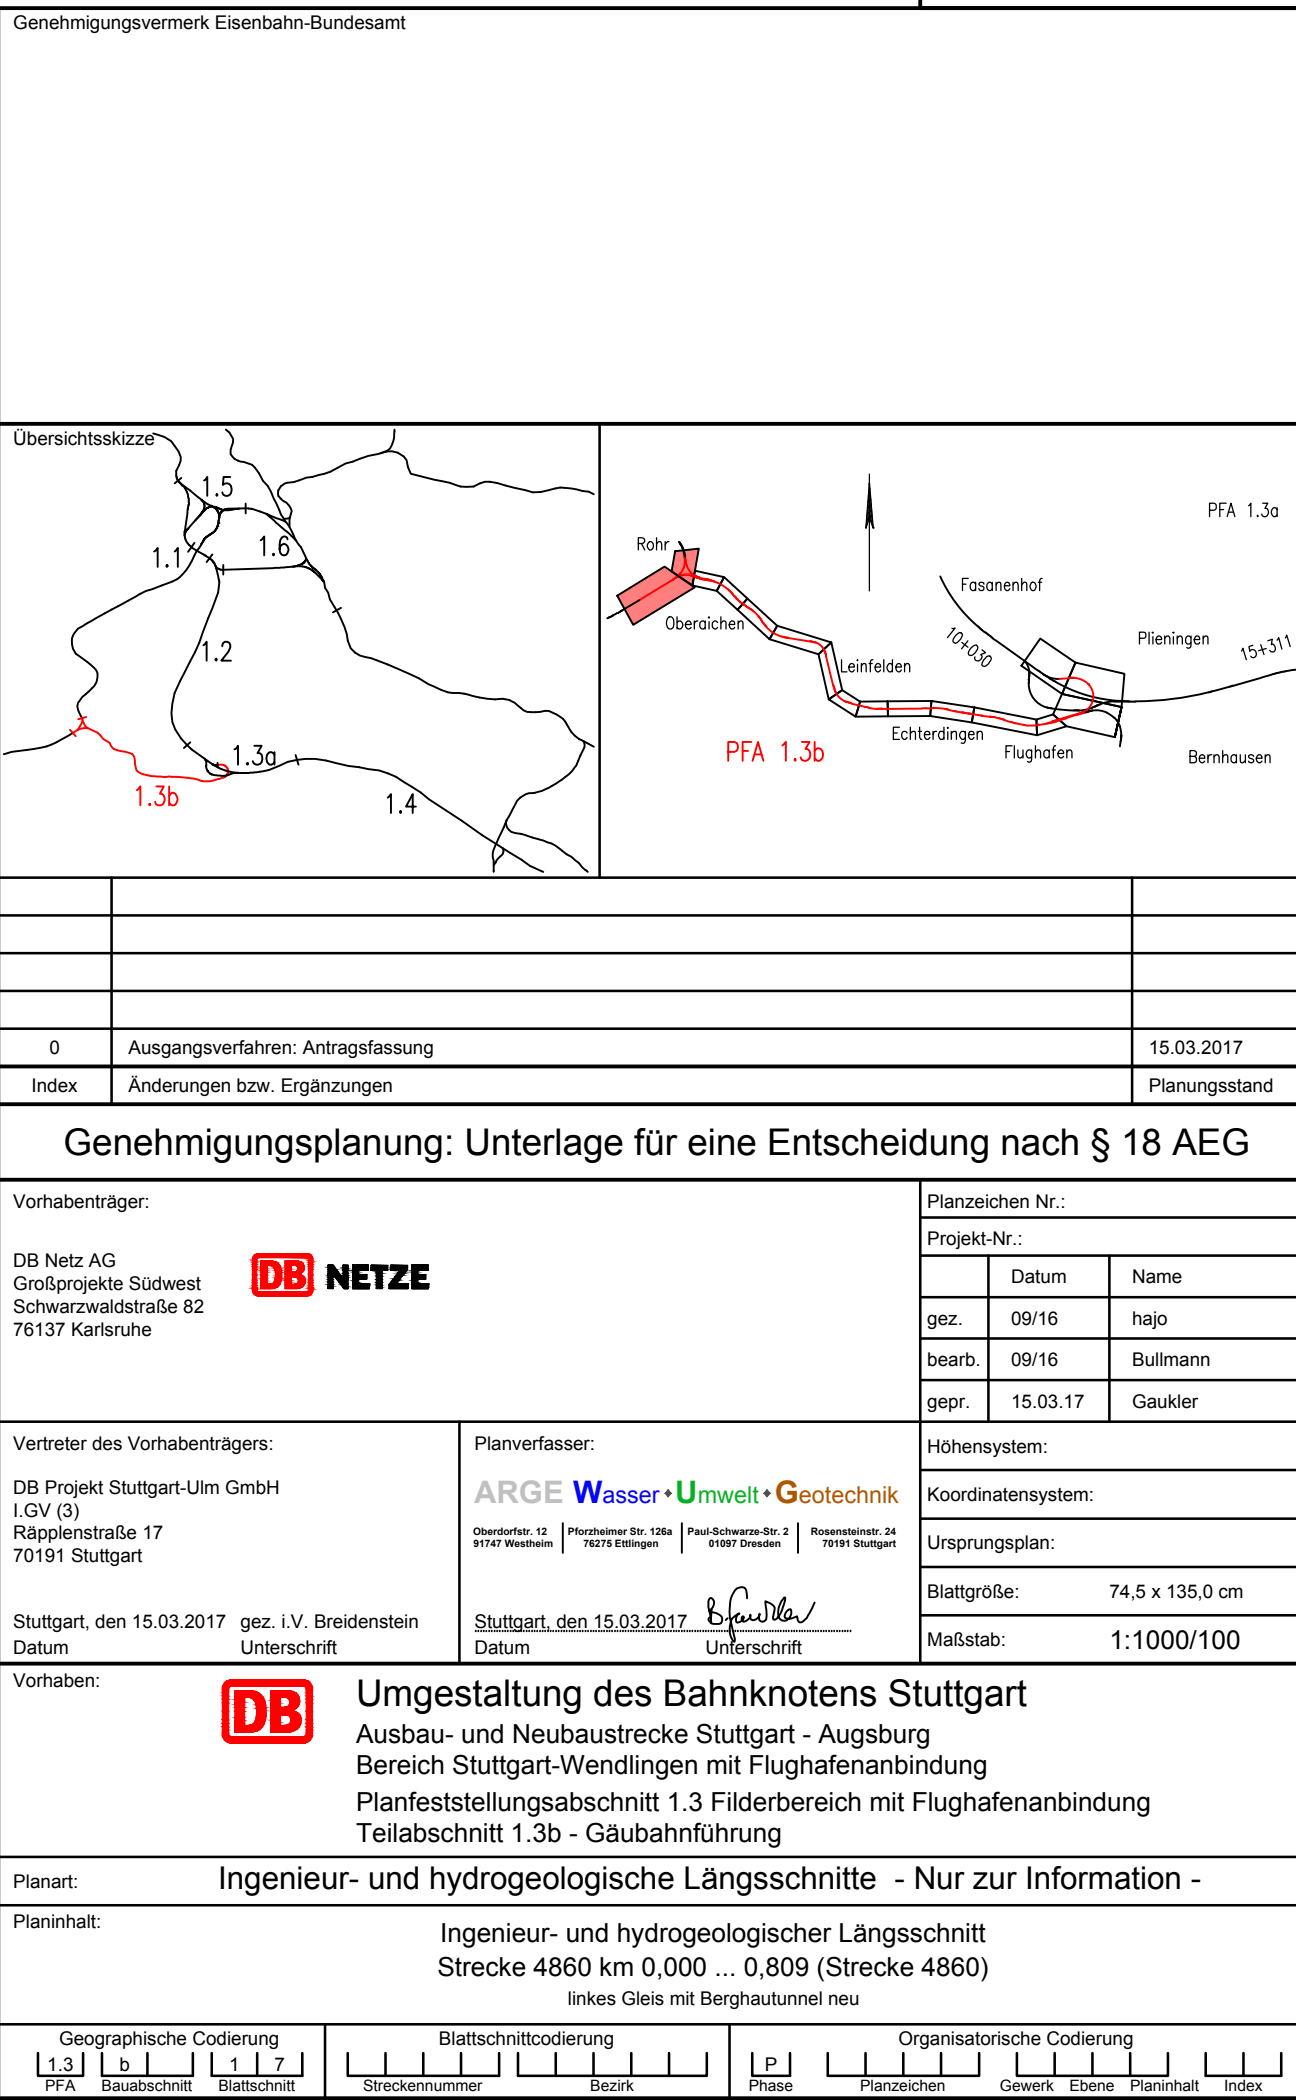 Genehmigungsvermerk Eisenbahn-Bundesamt
Übersichtsskizze
1.5
1.1
1.6
1.2
1.3a
1.3b
1.4
PFA 1.3a
Rohr
Fasanenhof
Oberaichen
10+030
Plieningen
15+311
Leinfelden
Echterdingen
PFA 1.3b
Flughafen
Bernhausen
0 Ausgangsverfahren: Antragsfassung 15.03.2017
Index Änderungen bzw. Ergänzungen Planungsstand
Genehmigungsplanung: Unterlage für eine Entscheidung nach § 18 AEG
Vorhabenträger:
DB Netz AG
Großprojekte Südwest
Schwarzwaldstraße 82
76137 Karlsruhe
DB NETZE
Planzeichen Nr.:
Projekt-Nr.:
Datum Name
gez. 09/16 hajo
bearb. 09/16 Bullmann
gepr. 15.03.17 Gaukler
Vertreter des Vorhabenträgers:
DB Projekt Stuttgart-Ulm GmbH
I.GV (3)
Räpplenstraße 17
70191 Stuttgart
Stuttgart, den 15.03.2017 gez. i.V. Breidenstein
Datum Unterschrift
Planverfasser:
ARGE Wasser Umwelt Geotechnik
Oberdorfstr. 12 Pforzheimer Str. 126a Paul-Schwarze-Str. 2 Rosensteinstr. 24
91747 Westheim 76275 Ettlingen 01097 Dresden 70191 Stuttgart
Stuttgart, den 15.03.2017 B. Gaukler
Datum Unterschrift
Höhensystem:
Koordinatensystem:
Ursprungsplan:
Blattgröße: 74,5 x 135,0 cm
Maßstab: 1:1000/100
Vorhaben:
DB
Umgestaltung des Bahnknotens Stuttgart
Ausbau- und Neubaustrecke Stuttgart - Augsburg
Bereich Stuttgart-Wendlingen mit Flughafenanbindung
Planfeststellungsabschnitt 1.3 Filderbereich mit Flughafenanbindung
Teilabschnitt 1.3b - Gäubahnführung
Planart: Ingenieur- und hydrogeologische Längsschnitte - Nur zur Information -
Planinhalt:
Ingenieur- und hydrogeologischer Längsschnitt
Strecke 4860 km 0,000 ... 0,809 (Strecke 4860)
linkes Gleis mit Berghautunnel neu
Geographische Codierung Blattschnittcodierung Organisatorische Codierung
1.3 b 1 7 P
PFA Bauabschnitt Blattschnitt Streckennummer Bezirk Phase Planzeichen Gewerk Ebene Planinhalt Index